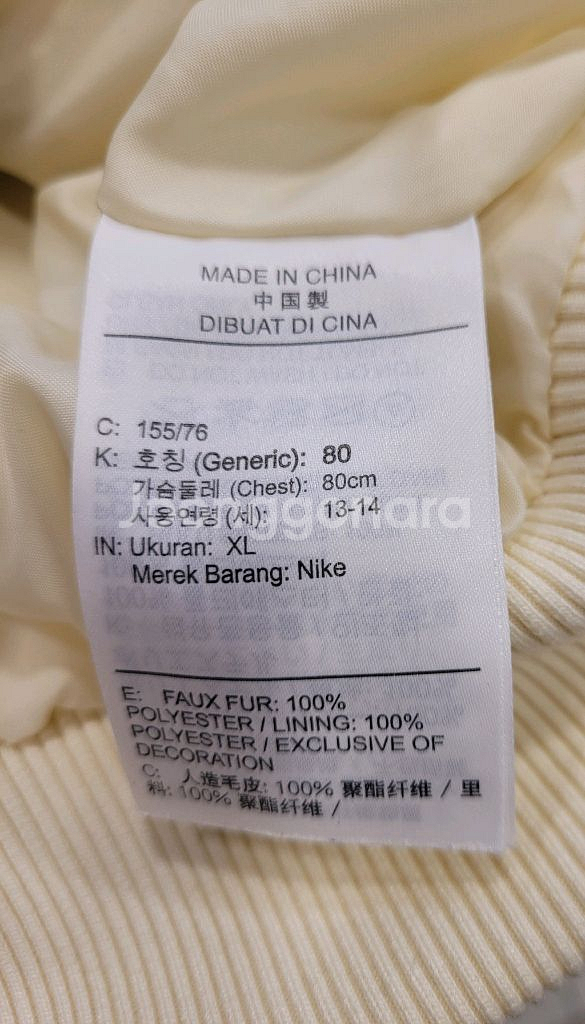 MADE IN CHINA
中国製
DIBUAT DI CINA
C: 155/76
K: 호칭 (Generic): 80
가슴둘레 (Chest): 80cm
사용연령 (세): 13-14
IN: Ukuran: XL
Merek Barang: Nike
E: FAUX FUR: 100%
POLYESTER / LINING: 100%
POLYESTER / EXCLUSIVE OF
DECORATION
C: 人造毛皮: 100% 聚酯纤维 / 里
料: 100% 聚酯纤维 /